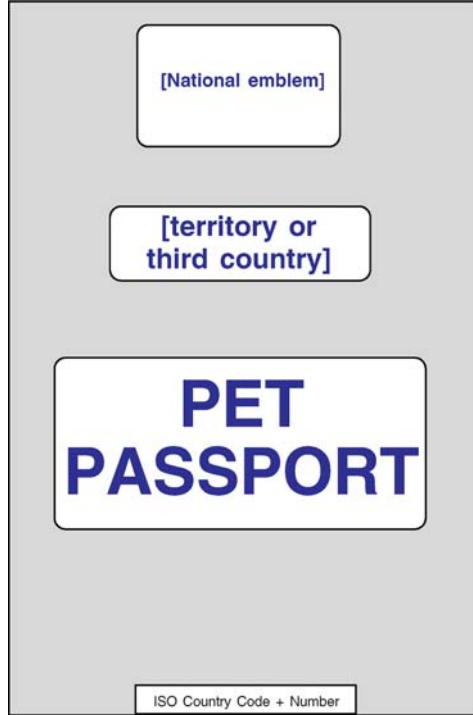 [National emblem]
[territory or
third country]
PET
PASSPORT
ISO Country Code + Number